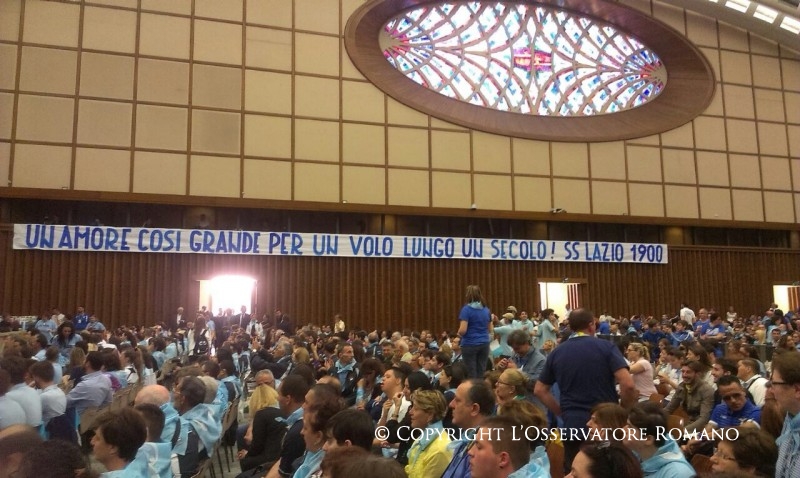 UN AMORE COSI GRANDE PER UN VOLO LUNGO UN SECOLO! SS LAZIO 1900
© Copyright L'Osservatore Romano